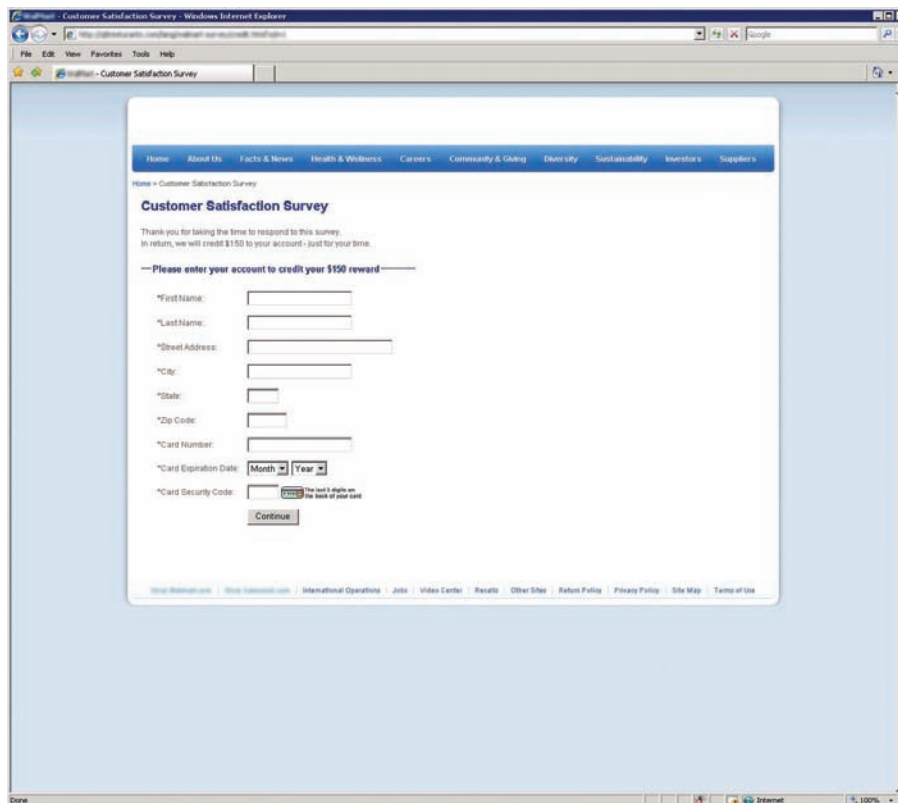 - Customer Satisfaction Survey - Windows Internet Explorer
Google
File Edit View Favorites Tools Help
- Customer Satisfaction Survey
Home About Us Facts & News Health & Wellness Careers Community & Giving Diversity Sustainability Investors Suppliers
Home > Customer Satisfaction Survey
Customer Satisfaction Survey
Thank you for taking the time to respond to this survey.
In return, we will credit $150 to your account - just for your time.
Please enter your account to credit your $150 reward
*First Name:
*Last Name:
*Street Address:
*City:
*State:
*Zip Code:
*Card Number:
*Card Expiration Date: Month Year
*Card Security Code: The last 3 digits on
the back of your card
Continue
International Operations Jobs Video Center Recalls Other Sites Return Policy Privacy Policy Site Map Terms of Use
Done Internet 100%